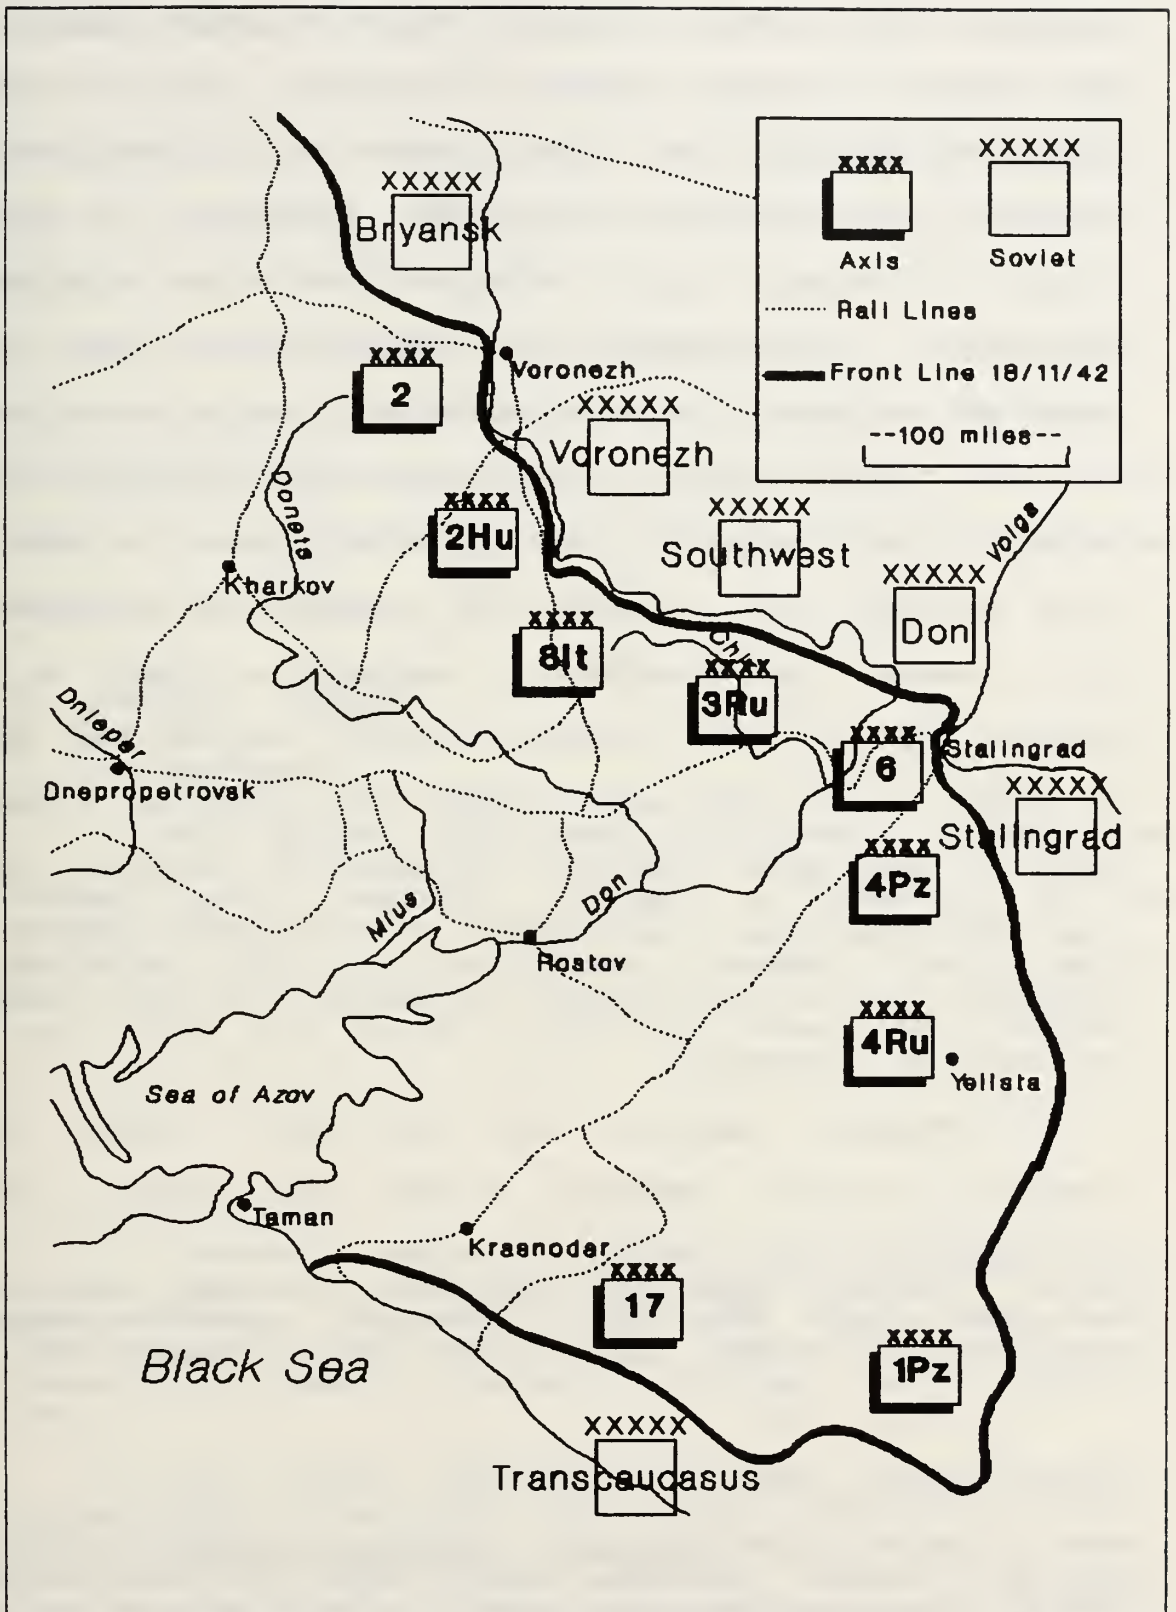 XXXXX
Bryansk
XXXX
XXXXX
Axis
Soviet
Rail Lines
Front Line 18/11/42
--100 miles--
XXXX
2
Voronezh
XXXXX
Voronezh
Donets
XXXX
2Hu
XXXXX
Southwest
Volga
Kharkov
XXXXX
Don
XXXX
8It
XXXX
3Ru
Dnieper
Dnepropetrovsk
XXXX
6
Stalingrad
XXXXX
Stalingrad
XXXX
4Pz
Mius
Don
Rostov
XXXX
4Ru
Yelista
Sea of Azov
Taman
Krasnodar
XXXX
17
Black Sea
XXXX
1Pz
XXXXX
Transcaucasus